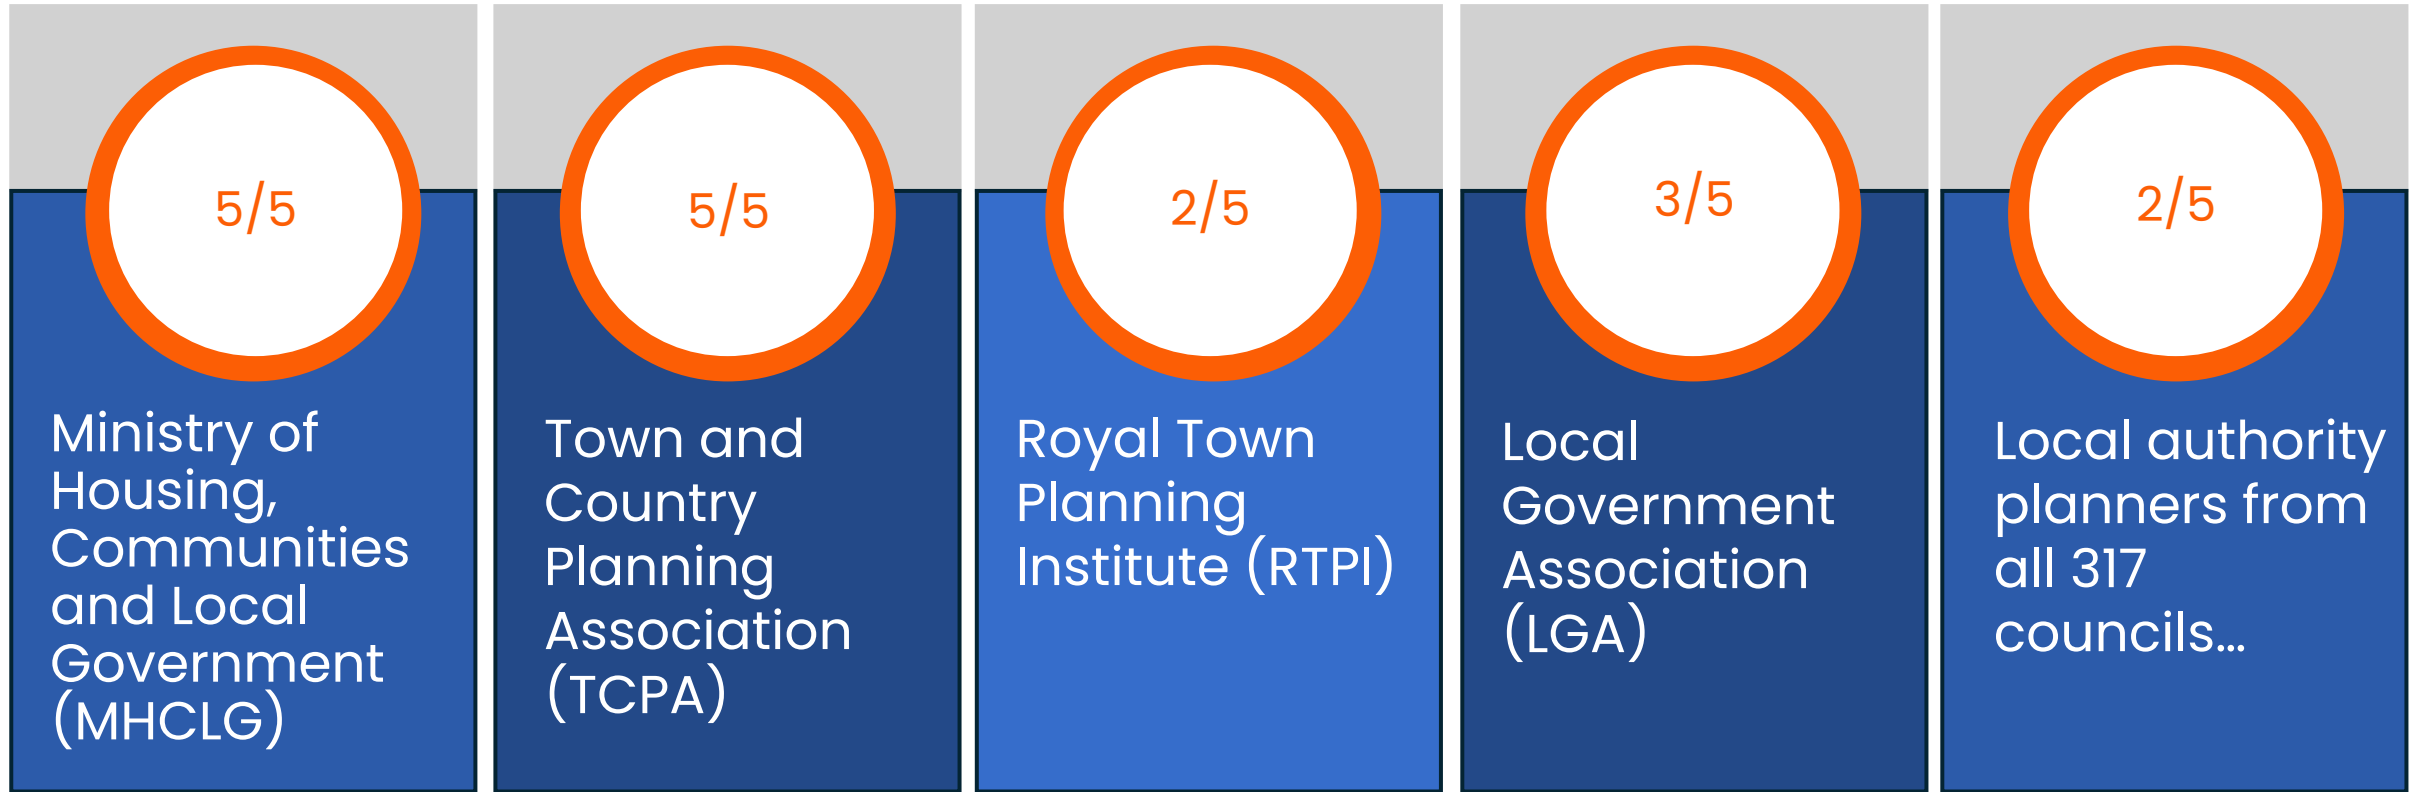 5/5
Ministry of
Housing,
Communities
and Local
Government
(MHCLG)
5/5
Town and
Country
Planning
Association
(TCPA)
2/5
Royal Town
Planning
Institute (RTPI)
3/5
Local
Government
Association
(LGA)
2/5
Local authority
planners from
all 317
councils…